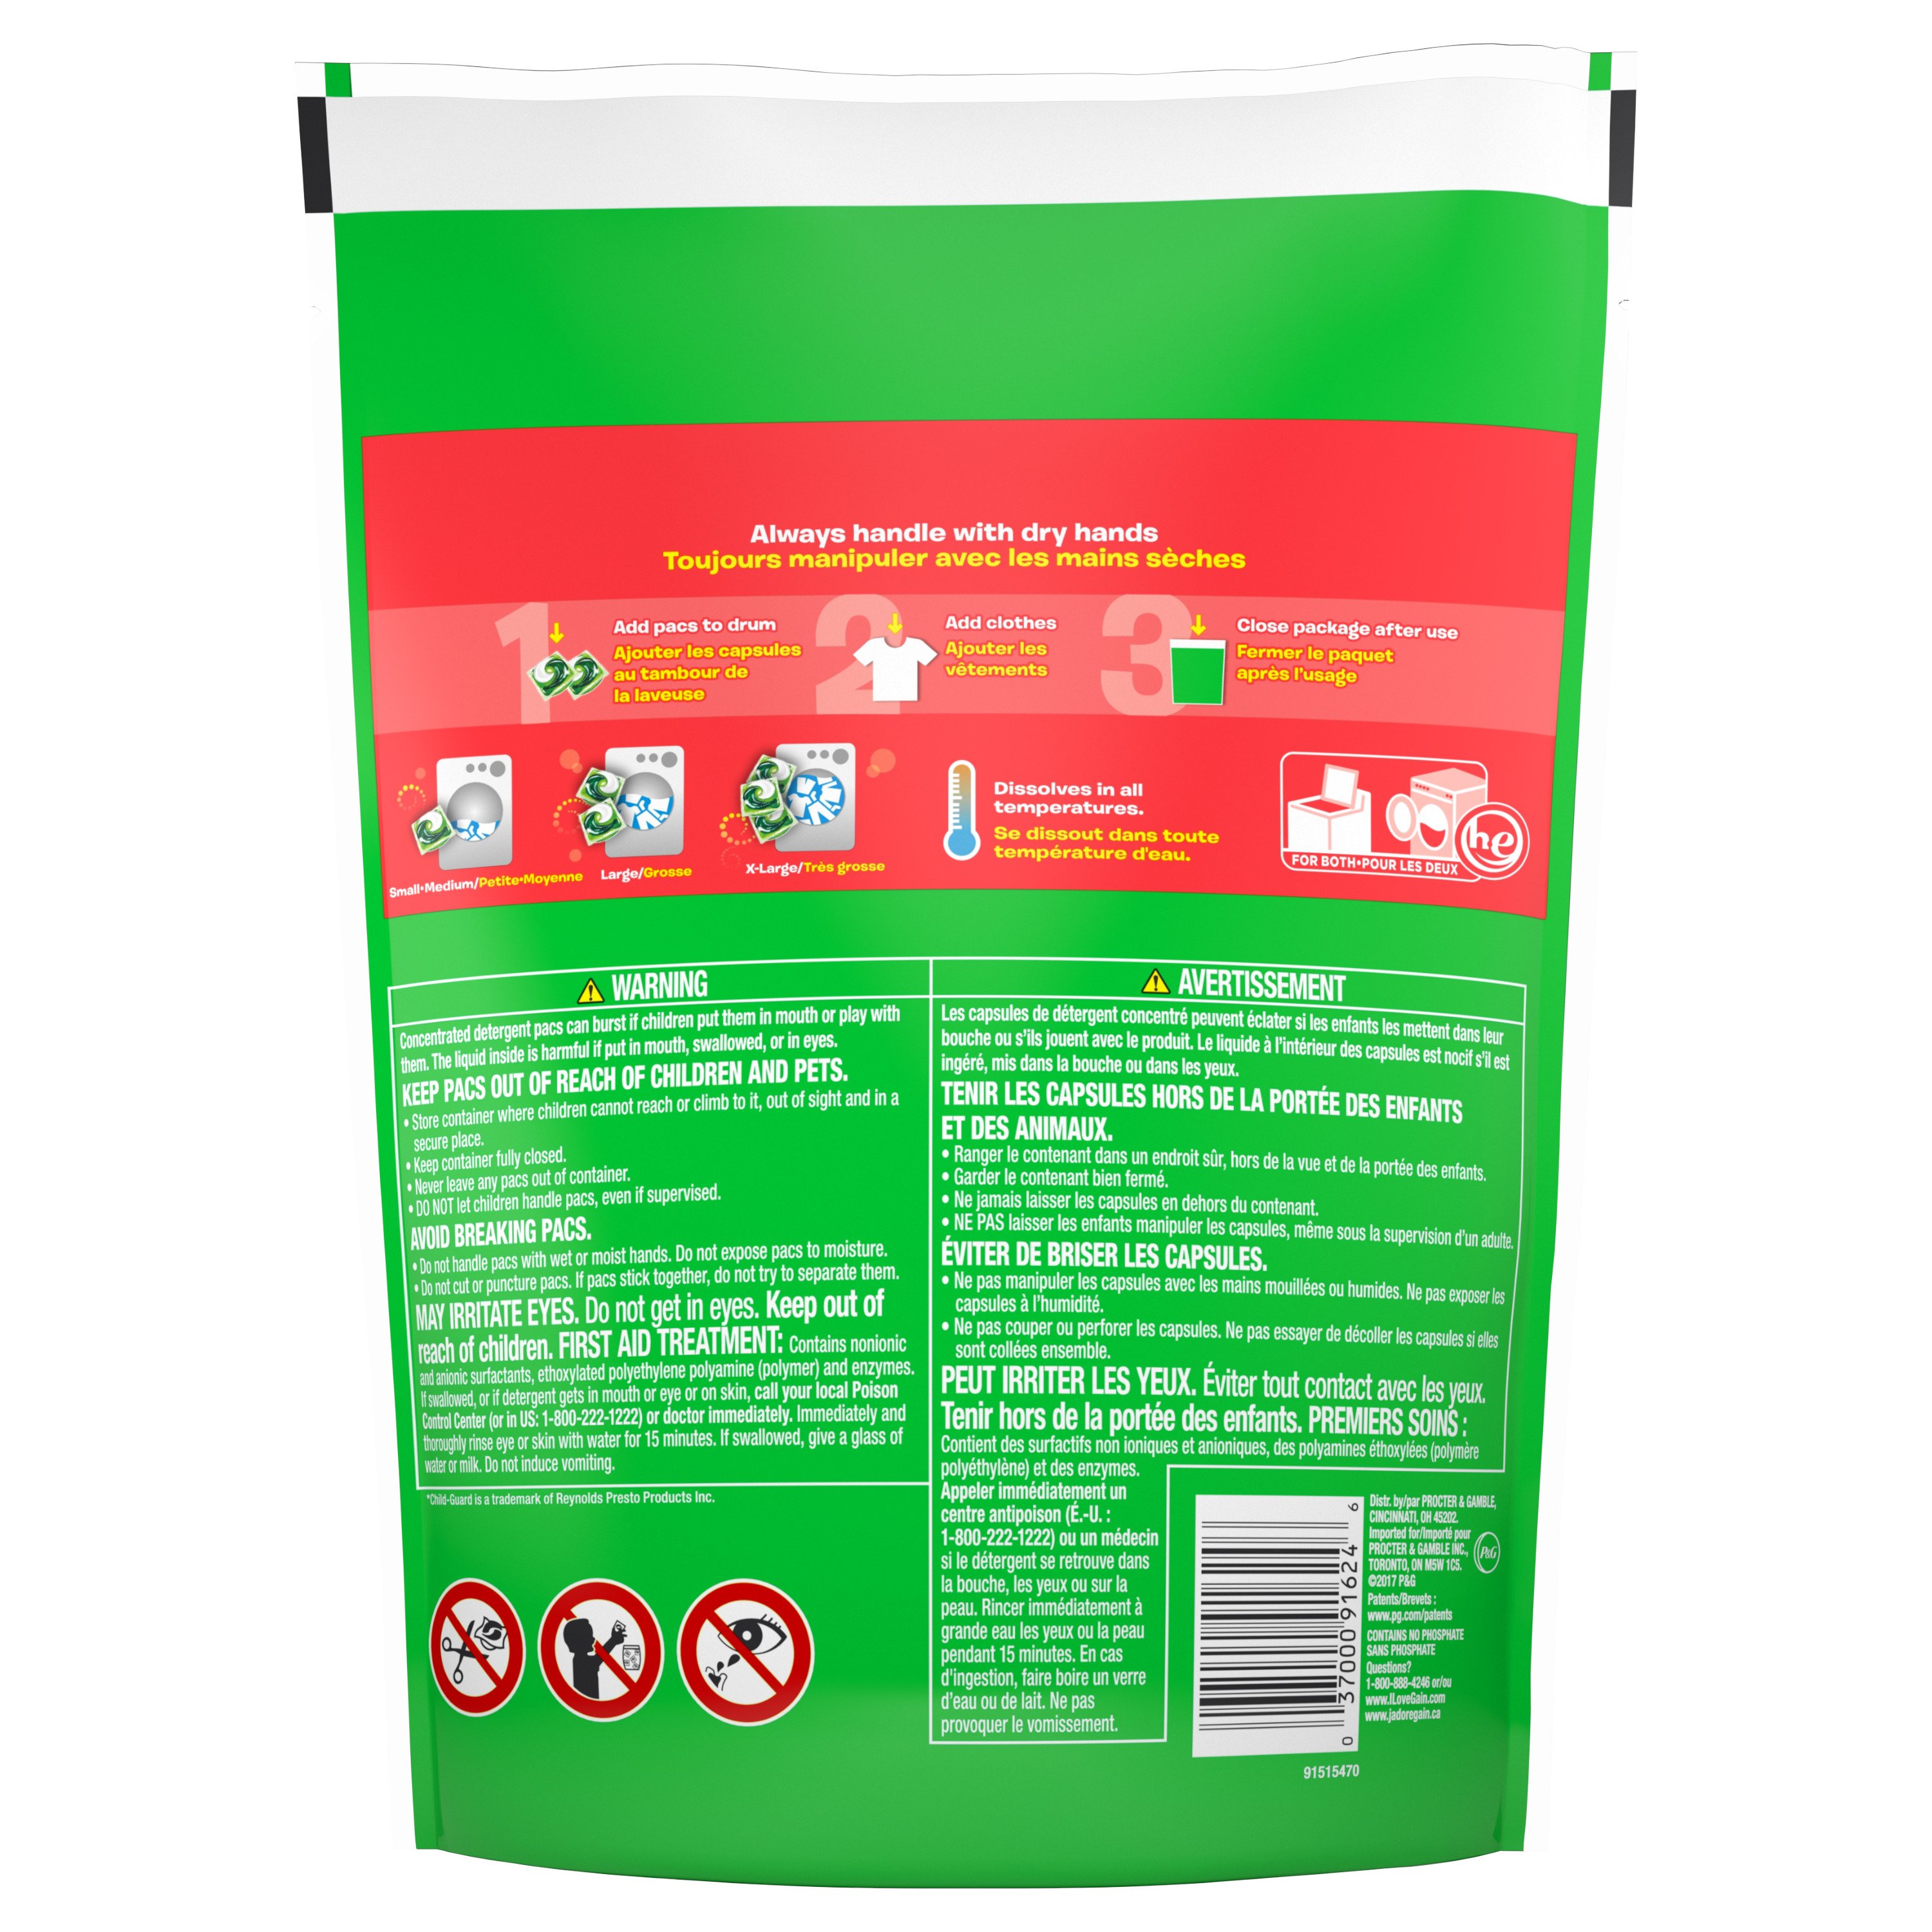 Always handle with dry hands
Toujours manipuler avec les mains sèches
1
Add pacs to drum
Ajouter les capsules
au tambour de
la laveuse
2
Add clothes
Ajouter les
vêtements
3
Close package after use
Fermer le paquet
après l'usage
Small•Medium/Petite•Moyenne
Large/Grosse
X-Large/Très grosse
Dissolves in all
temperatures.
Se dissout dans toute
température d'eau.
FOR BOTH•POUR LES DEUX
he
WARNING
Concentrated detergent pacs can burst if children put them in mouth or play with
them. The liquid inside is harmful if put in mouth, swallowed, or in eyes.
KEEP PACS OUT OF REACH OF CHILDREN AND PETS.
• Store container where children cannot reach or climb to it, out of sight and in a
secure place.
• Keep container fully closed.
• Never leave any pacs out of container.
• DO NOT let children handle pacs, even if supervised.
AVOID BREAKING PACS.
• Do not handle pacs with wet or moist hands. Do not expose pacs to moisture.
• Do not cut or puncture pacs. If pacs stick together, do not try to separate them.
MAY IRRITATE EYES. Do not get in eyes. Keep out of
reach of children. FIRST AID TREATMENT: Contains nonionic
and anionic surfactants, ethoxylated polyethylene polyamine (polymer) and enzymes.
If swallowed, or if detergent gets in mouth or eye or on skin, call your local Poison
Control Center (or in US: 1-800-222-1222) or doctor immediately. Immediately and
thoroughly rinse eye or skin with water for 15 minutes. If swallowed, give a glass of
water or milk. Do not induce vomiting.
*Child-Guard is a trademark of Reynolds Presto Products Inc.
AVERTISSEMENT
Les capsules de détergent concentré peuvent éclater si les enfants les mettent dans leur
bouche ou s'ils jouent avec le produit. Le liquide à l'intérieur des capsules est nocif s'il est
ingéré, mis dans la bouche ou dans les yeux.
TENIR LES CAPSULES HORS DE LA PORTÉE DES ENFANTS
ET DES ANIMAUX.
• Ranger le contenant dans un endroit sûr, hors de la vue et de la portée des enfants.
• Garder le contenant bien fermé.
• Ne jamais laisser les capsules en dehors du contenant.
• NE PAS laisser les enfants manipuler les capsules, même sous la supervision d'un adulte.
ÉVITER DE BRISER LES CAPSULES.
• Ne pas manipuler les capsules avec les mains mouillées ou humides. Ne pas exposer les
capsules à l'humidité.
• Ne pas couper ou perforer les capsules. Ne pas essayer de décoller les capsules si elles
sont collées ensemble.
PEUT IRRITER LES YEUX. Éviter tout contact avec les yeux.
Tenir hors de la portée des enfants. PREMIERS SOINS :
Contient des surfactifs non ioniques et anioniques, des polyamines éthoxylées (polymère
polyéthylène) et des enzymes.
Appeler immédiatement un
centre antipoison (É.-U. :
1-800-222-1222) ou un médecin
si le détergent se retrouve dans
la bouche, les yeux ou sur la
peau. Rincer immédiatement à
grande eau les yeux ou la peau
pendant 15 minutes. En cas
d'ingestion, faire boire un verre
d'eau ou de lait. Ne pas
provoquer le vomissement.
0 37000 91624 6
Distr. by/par PROCTER & GAMBLE,
CINCINNATI, OH 45202.
Imported for/Importé pour
PROCTER & GAMBLE INC.,
TORONTO, ON M5W 1C5.
©2017 P&G
P&G
Patents/Brevets :
www.pg.com/patents
CONTAINS NO PHOSPHATE
SANS PHOSPHATE
Questions?
1-800-888-4246 or/ou
www.ILoveGain.com
www.jadoregain.ca
91515470